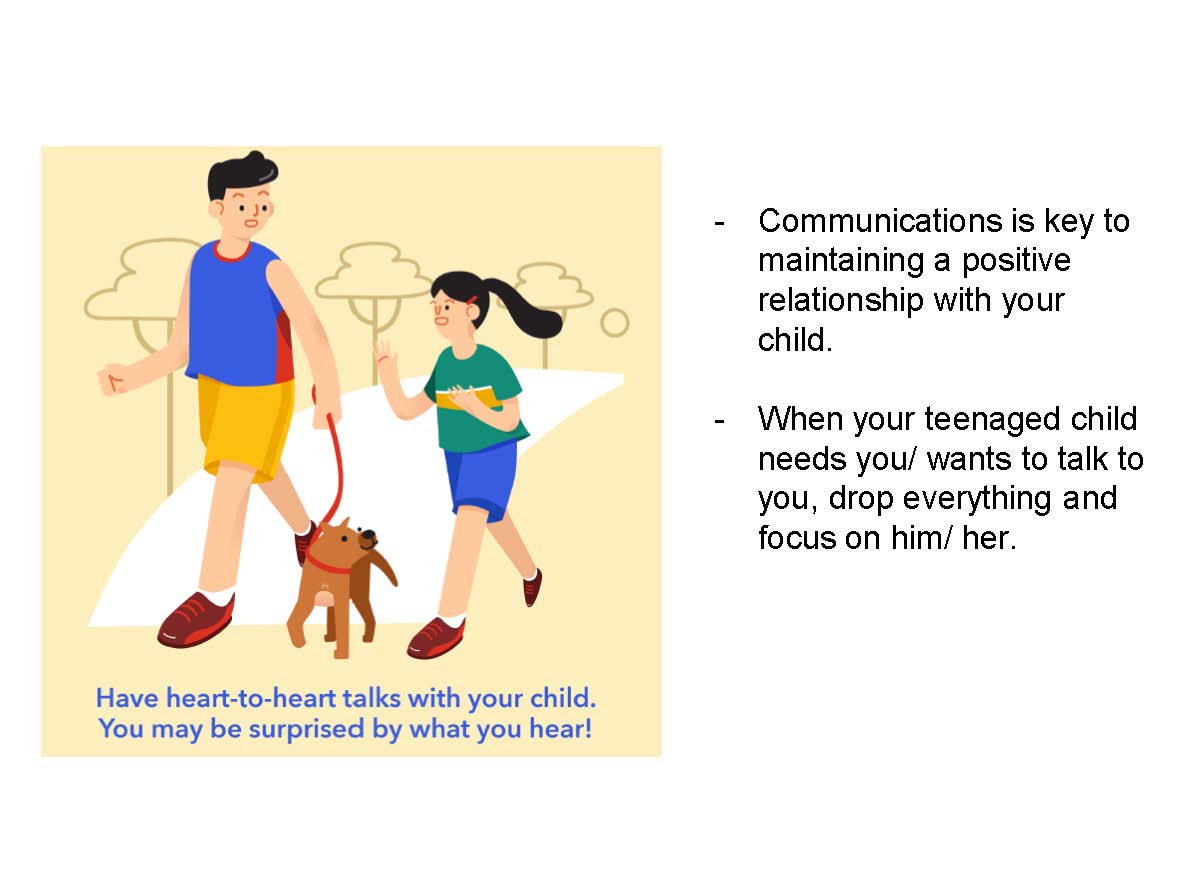 - Communications is key to
maintaining a positive
relationship with your
child.
- When your teenaged child
needs you/ wants to talk to
you, drop everything and
focus on him/ her.
Have heart-to-heart talks with your child.
You may be surprised by what you hear!